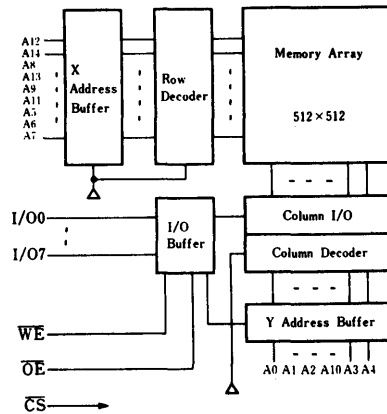 A12
A14
A8
A13
A9
A11
A5
A6
A7
X
Address
Buffer
Row
Decoder
Memory Array
512×512
I/O0
I/O7
I/O
Buffer
Column I/O
Column Decoder
Y Address Buffer
WE
OE
CS
A0 A1 A2 A10 A3 A4